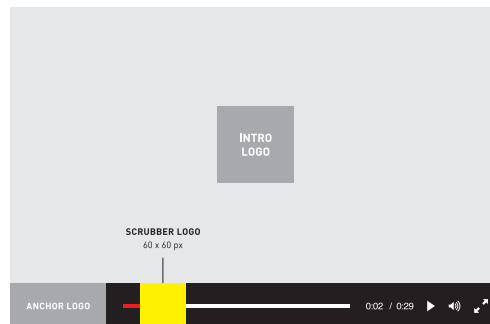 INTRO
LOGO
SCRUBBER LOGO
60 x 60 px
ANCHOR LOGO
0:02 / 0:29